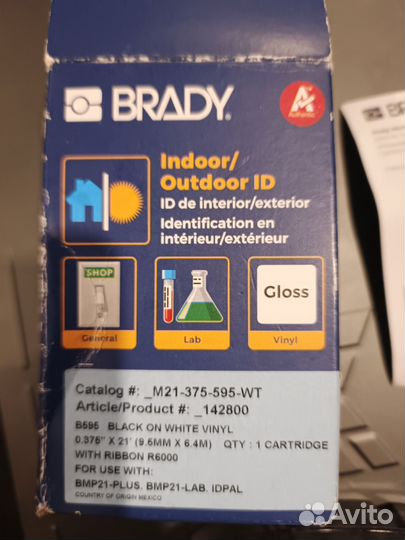 BRADY.
A
Authentic
Indoor/
Outdoor ID
ID de interior/exterior
Identification en
intérieur/extérieur
SHOP
General
Lab
Gloss
Vinyl
Catalog #: _M21-375-595-WT
Article/Product #: _142800
B595 BLACK ON WHITE VINYL
0.375" X 21' (9.5MM X 6.4M) QTY : 1 CARTRIDGE
WITH RIBBON R6000
FOR USE WITH:
BMP21-PLUS. BMP21-LAB. IDPAL
COUNTRY OF ORIGIN MEXICO
Avito